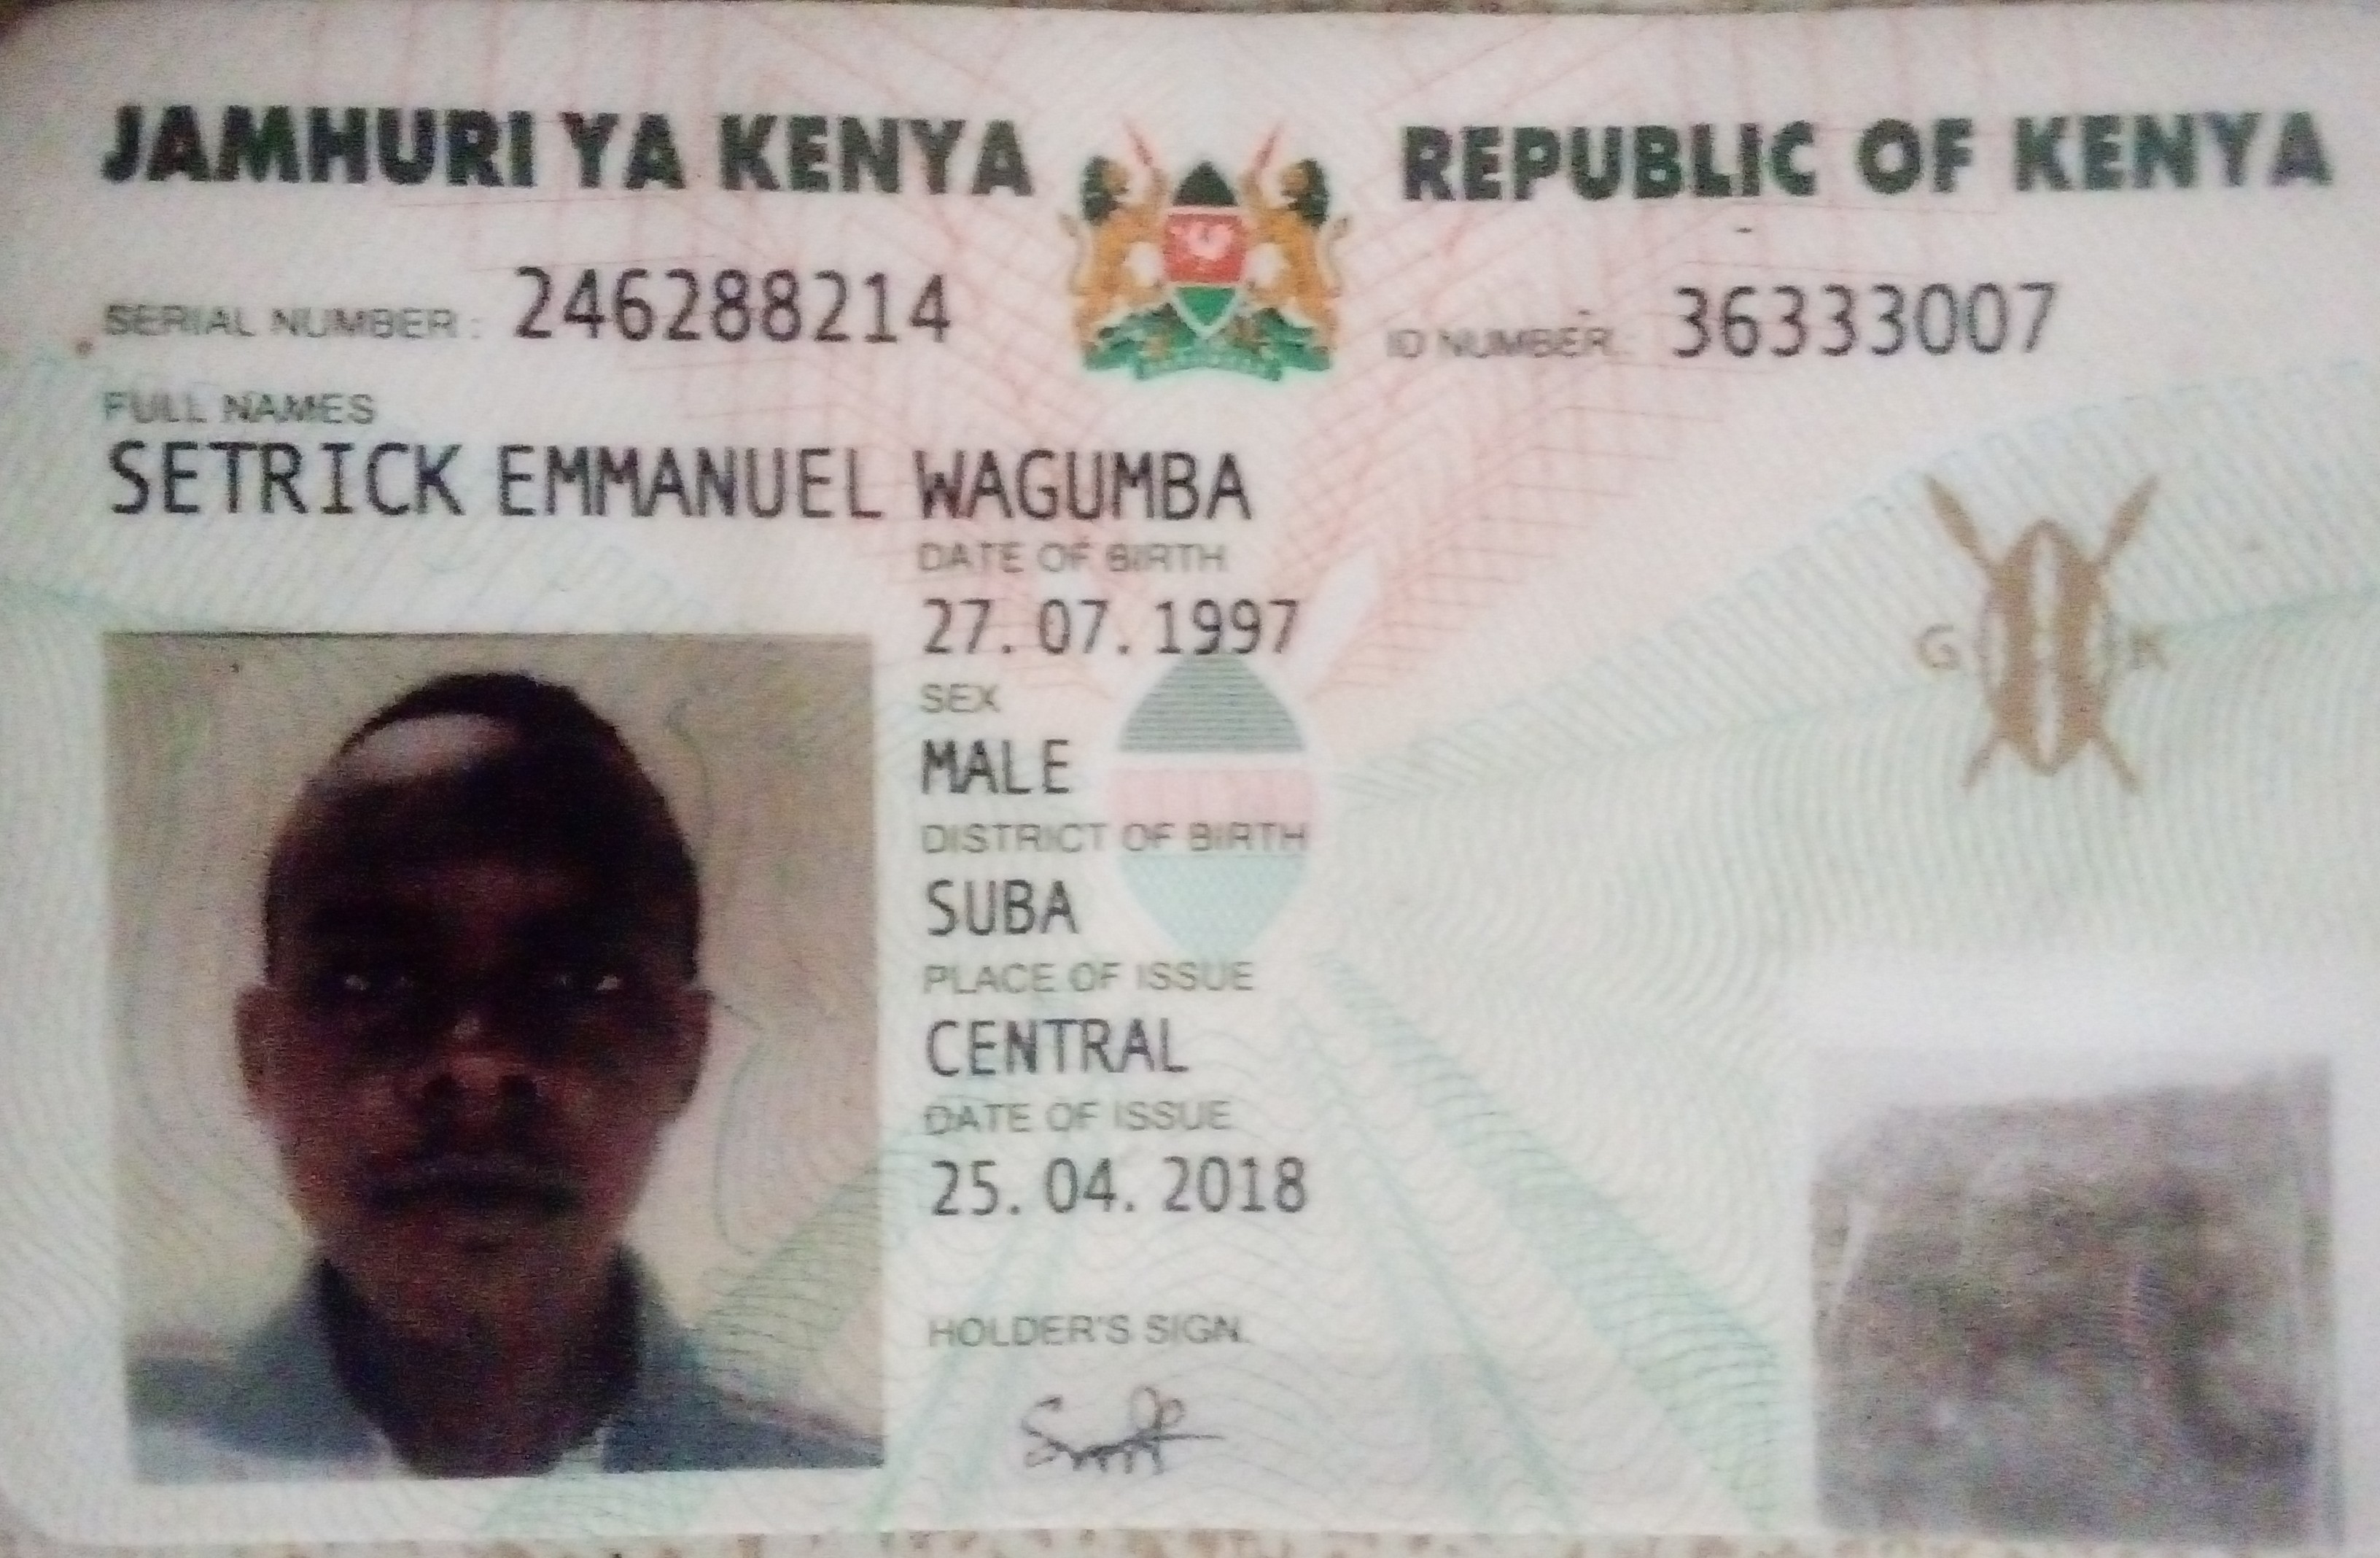 JAMHURI YA KENYA REPUBLIC OF KENYA
SERIAL NUMBER : 246288214 ID NUMBER: 36333007
FULL NAMES
SETRICK EMMANUEL WAGUMBA
DATE OF BIRTH
27. 07. 1997
SEX
G K
MALE
DISTRICT OF BIRTH
SUBA
PLACE OF ISSUE
CENTRAL
DATE OF ISSUE
25. 04. 2018
HOLDER'S SIGN.